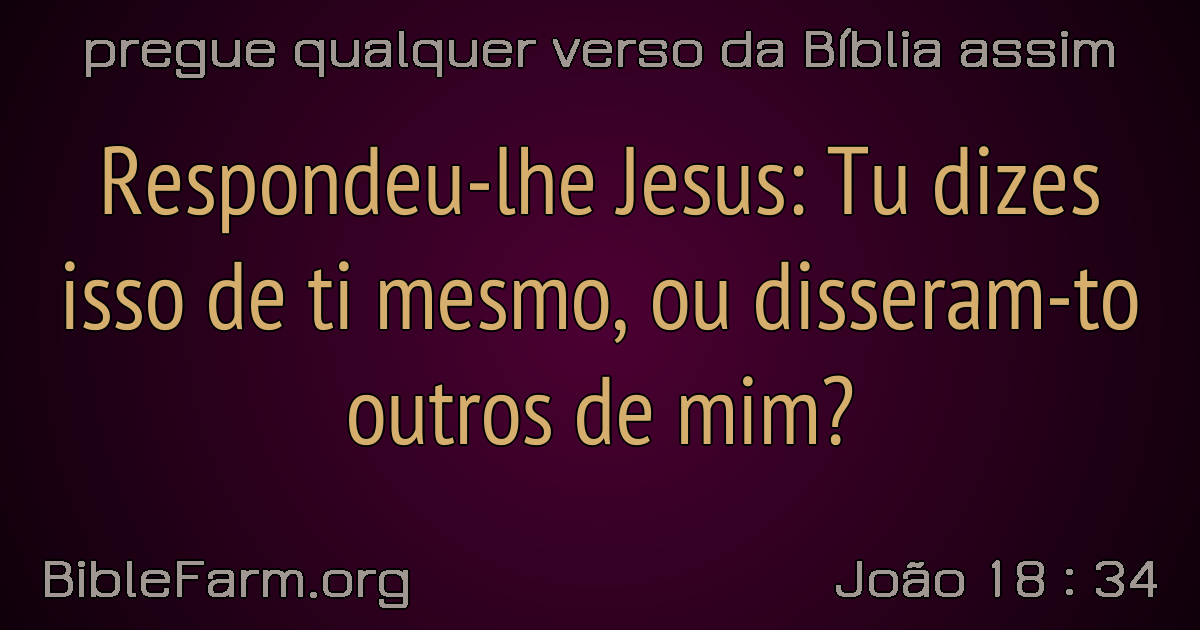 pregue qualquer verso da Bíblia assim
Respondeu-lhe Jesus: Tu dizes
isso de ti mesmo, ou disseram-to
outros de mim?
BibleFarm.org
João 18 : 34